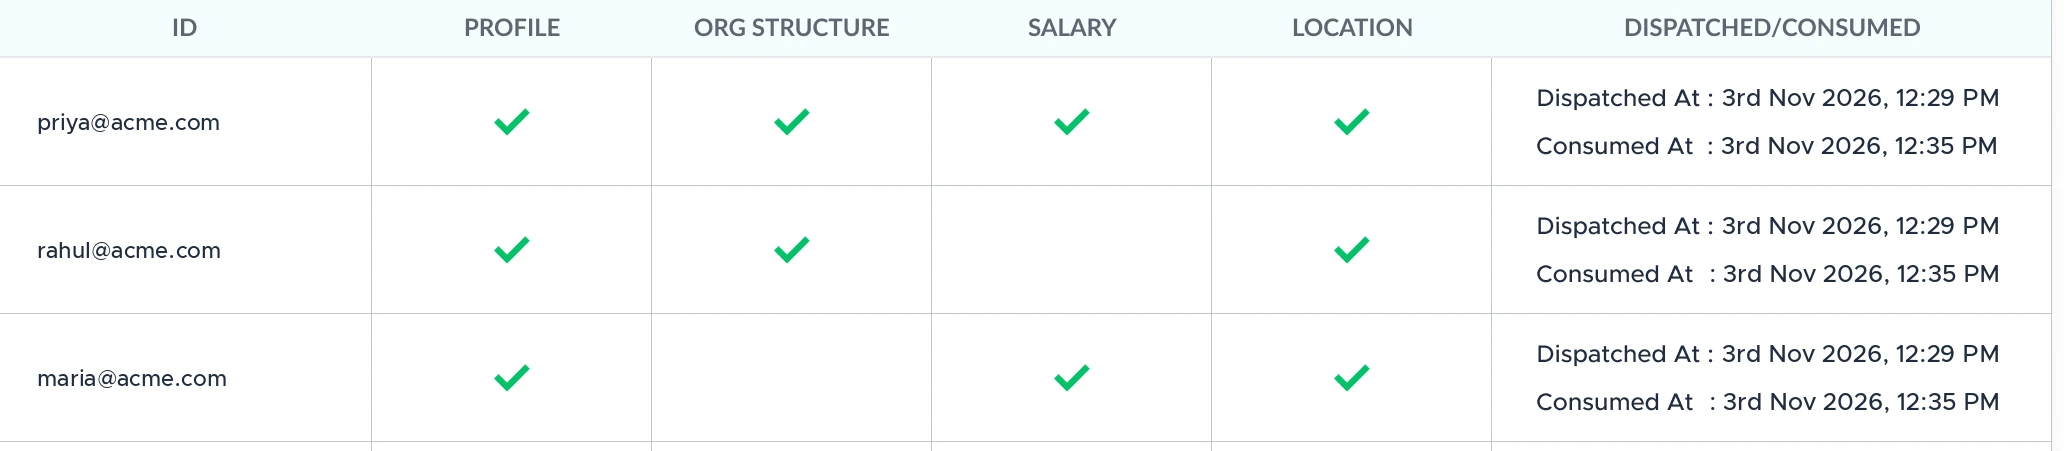 ID PROFILE ORG STRUCTURE SALARY LOCATION DISPATCHED/CONSUMED
priya@acme.com
Dispatched At : 3rd Nov 2026, 12:29 PM
Consumed At : 3rd Nov 2026, 12:35 PM
rahul@acme.com
Dispatched At : 3rd Nov 2026, 12:29 PM
Consumed At : 3rd Nov 2026, 12:35 PM
maria@acme.com
Dispatched At : 3rd Nov 2026, 12:29 PM
Consumed At : 3rd Nov 2026, 12:35 PM